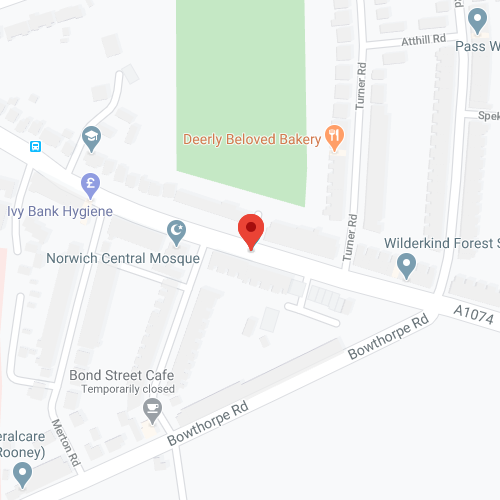 Atthill Rd
Pass W
Turner Rd
Spek
Deerly Beloved Bakery
Ivy Bank Hygiene
Turner Rd
Wilderkind Forest S
Norwich Central Mosque
A1074
Bowthorpe Rd
Bond Street Cafe
Temporarily closed
Merton Rd
Bowthorpe Rd
eralcare
Rooney)